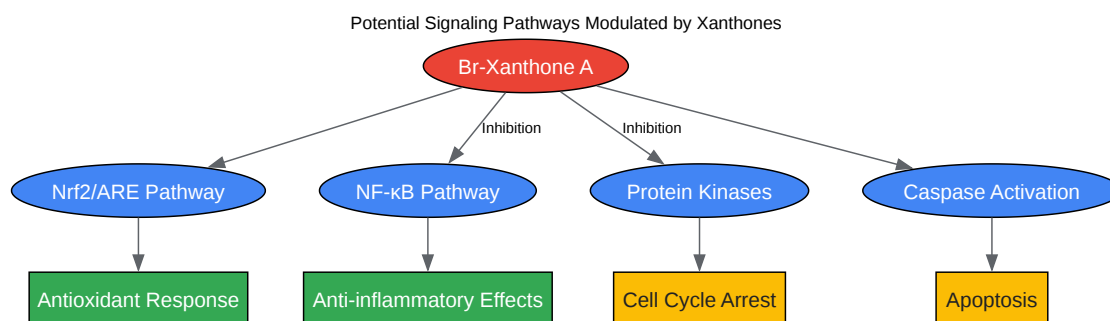 Potential Signaling Pathways Modulated by Xanthones
Br-Xanthone A
Inhibition
Inhibition
Nrf2/ARE Pathway
NF-κB Pathway
Protein Kinases
Caspase Activation
Antioxidant Response
Anti-inflammatory Effects
Cell Cycle Arrest
Apoptosis